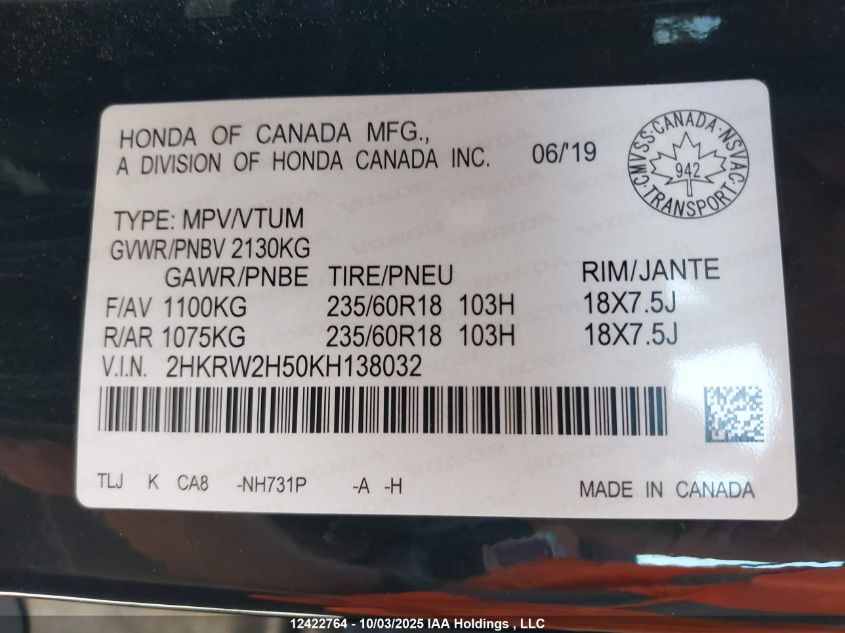 HONDA OF CANADA MFG.,
A DIVISION OF HONDA CANADA INC. 06/'19
CMVSS·CANADA·NSVAC
942
TRANSPORT
TYPE: MPV/VTUM
GVWR/PNBV 2130KG
GAWR/PNBE TIRE/PNEU RIM/JANTE
F/AV 1100KG 235/60R18 103H 18X7.5J
R/AR 1075KG 235/60R18 103H 18X7.5J
V.I.N. 2HKRW2H50KH138032
TLJ K CA8 -NH731P -A -H MADE IN CANADA
12422764 - 10/03/2025 IAA Holdings , LLC